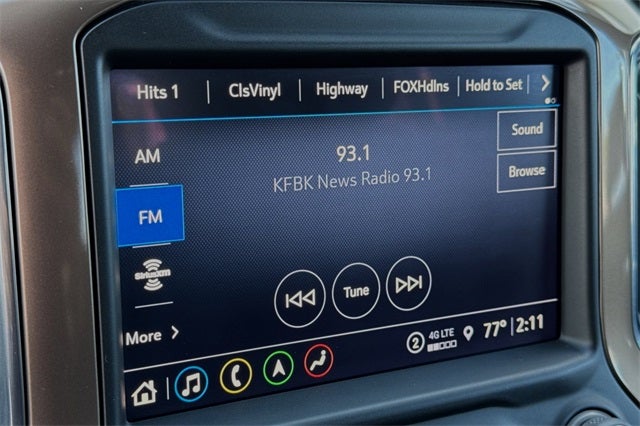 Hits 1 ClsVinyl Highway FOXHdlns Hold to Set
AM
93.1
Sound
KFBK News Radio 93.1
Browse
FM
SiriusXM
Tune
More
2 4G LTE 77° 2:11